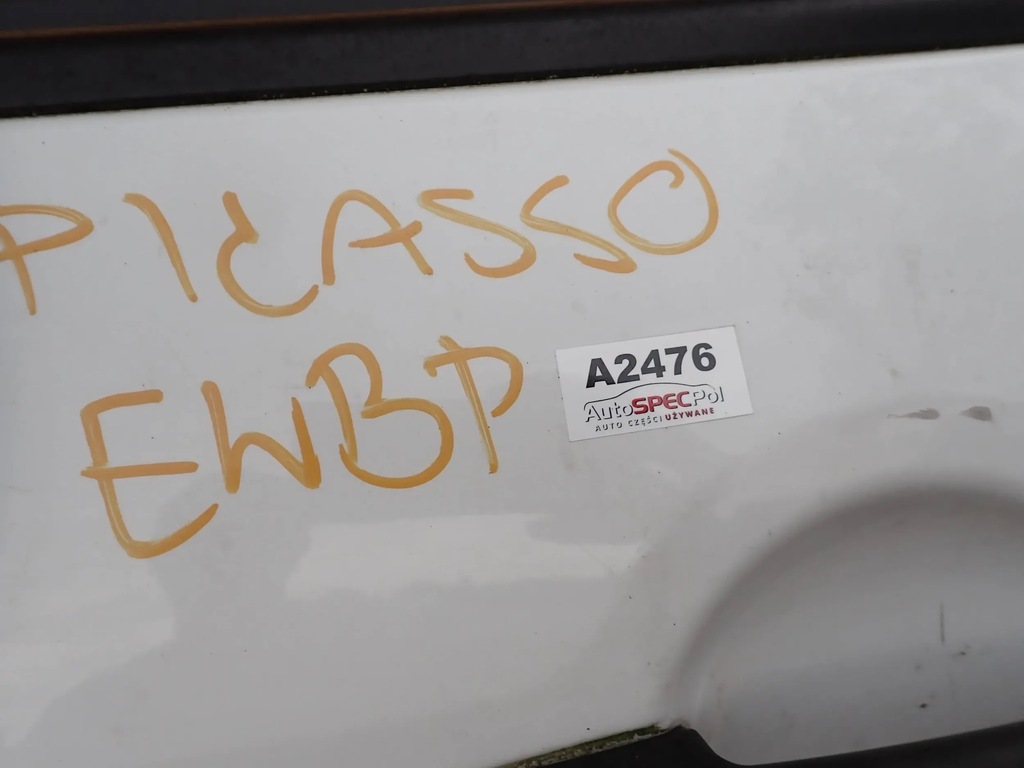 PICASSO
EWBP
A2476
AutoSPECPol
AUTO CZĘŚCI UŻYWANE